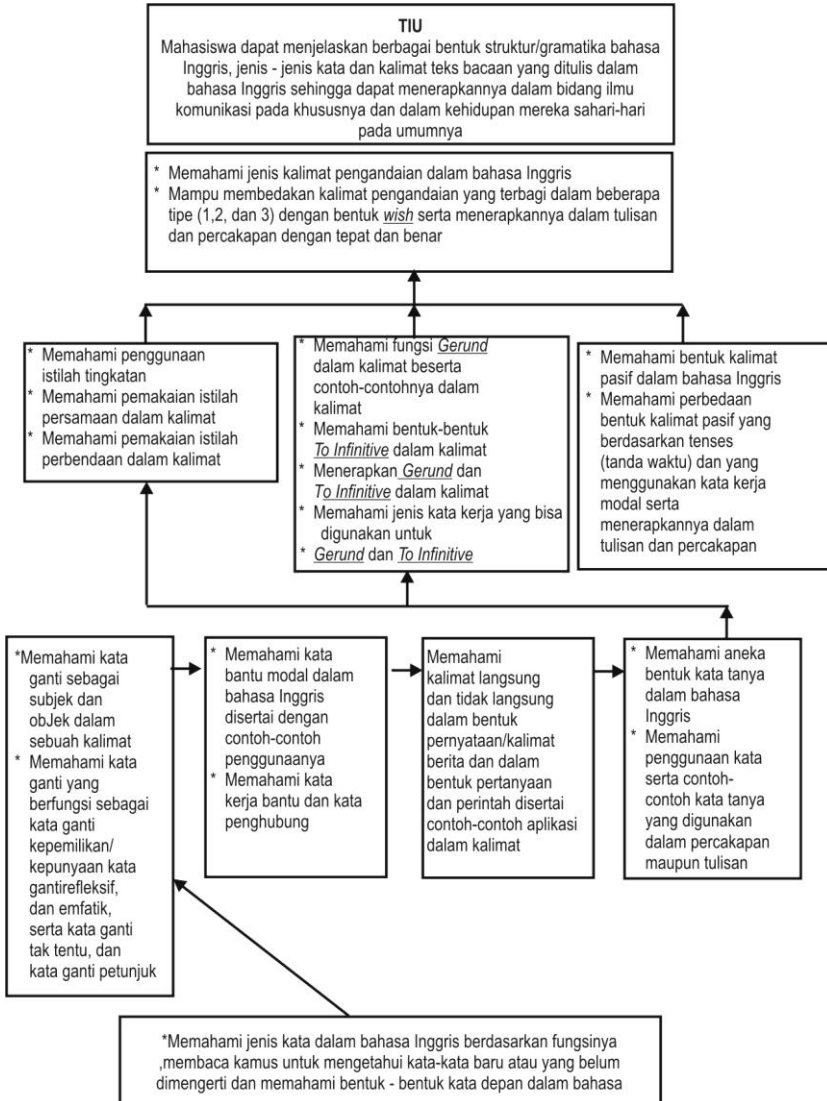 TIU
Mahasiswa dapat menjelaskan berbagai bentuk struktur/gramatika bahasa
Inggris, jenis - jenis kata dan kalimat teks bacaan yang ditulis dalam
bahasa Inggris sehingga dapat menerapkannya dalam bidang ilmu
komunikasi pada khususnya dan dalam kehidupan mereka sahari-hari
pada umumnya
* Memahami jenis kalimat pengandaian dalam bahasa Inggris
* Mampu membedakan kalimat pengandaian yang terbagi dalam beberapa
tipe (1,2, dan 3) dengan bentuk wish serta menerapkannya dalam tulisan
dan percakapan dengan tepat dan benar
* Memahami penggunaan
istilah tingkatan
* Memahami pemakaian istilah
persamaan dalam kalimat
* Memahami pemakaian istilah
perbendaan dalam kalimat
* Memahami fungsi Gerund
dalam kalimat beserta
contoh-contohnya dalam
kalimat
* Memahami bentuk-bentuk
To Infinitive dalam kalimat
* Menerapkan Gerund dan
To Infinitive dalam kalimat
* Memahami jenis kata kerja yang bisa
digunakan untuk
* Gerund dan To Infinitive
* Memahami bentuk kalimat
pasif dalam bahasa Inggris
* Memahami perbedaan
bentuk kalimat pasif yang
berdasarkan tenses
(tanda waktu) dan yang
menggunakan kata kerja
modal serta
menerapkannya dalam
tulisan dan percakapan
*Memahami kata
ganti sebagai
subjek dan
obJek dalam
sebuah kalimat
* Memahami kata
ganti yang
berfungsi sebagai
kata ganti
kepemilikan/
kepunyaan kata
gantirefleksif,
dan emfatik,
serta kata ganti
tak tentu, dan
kata ganti petunjuk
* Memahami kata
bantu modal dalam
bahasa Inggris
disertai dengan
contoh-contoh
penggunaanya
* Memahami kata
kerja bantu dan kata
penghubung
Memahami
kalimat langsung
dan tidak langsung
dalam bentuk
pernyataan/kalimat
berita dan dalam
bentuk pertanyaan
dan perintah disertai
contoh-contoh aplikasi
dalam kalimat
* Memahami aneka
bentuk kata tanya
dalam bahasa
Inggris
* Memahami
penggunaan kata
serta contoh-
contoh kata tanya
yang digunakan
dalam percakapan
maupun tulisan
*Memahami jenis kata dalam bahasa Inggris berdasarkan fungsinya
,membaca kamus untuk mengetahui kata-kata baru atau yang belum
dimengerti dan memahami bentuk - bentuk kata depan dalam bahasa